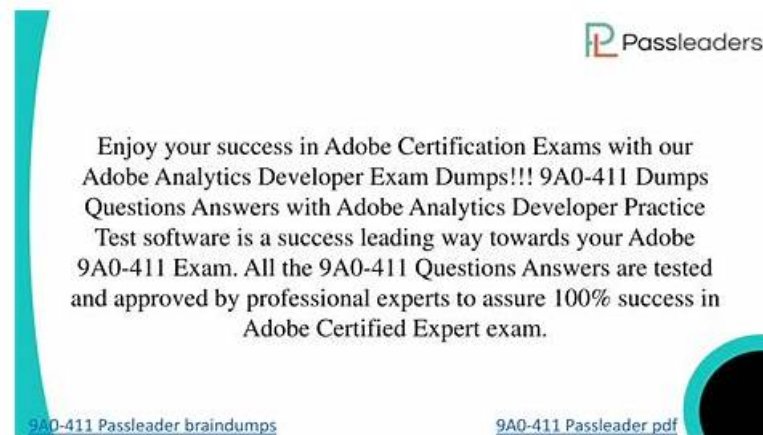 Passleaders
Enjoy your success in Adobe Certification Exams with our
Adobe Analytics Developer Exam Dumps!!! 9A0-411 Dumps
Questions Answers with Adobe Analytics Developer Practice
Test software is a success leading way towards your Adobe
9A0-411 Exam. All the 9A0-411 Questions Answers are tested
and approved by professional experts to assure 100% success in
Adobe Certified Expert exam.
9A0-411 Passleader braindumps
9A0-411 Passleader pdf